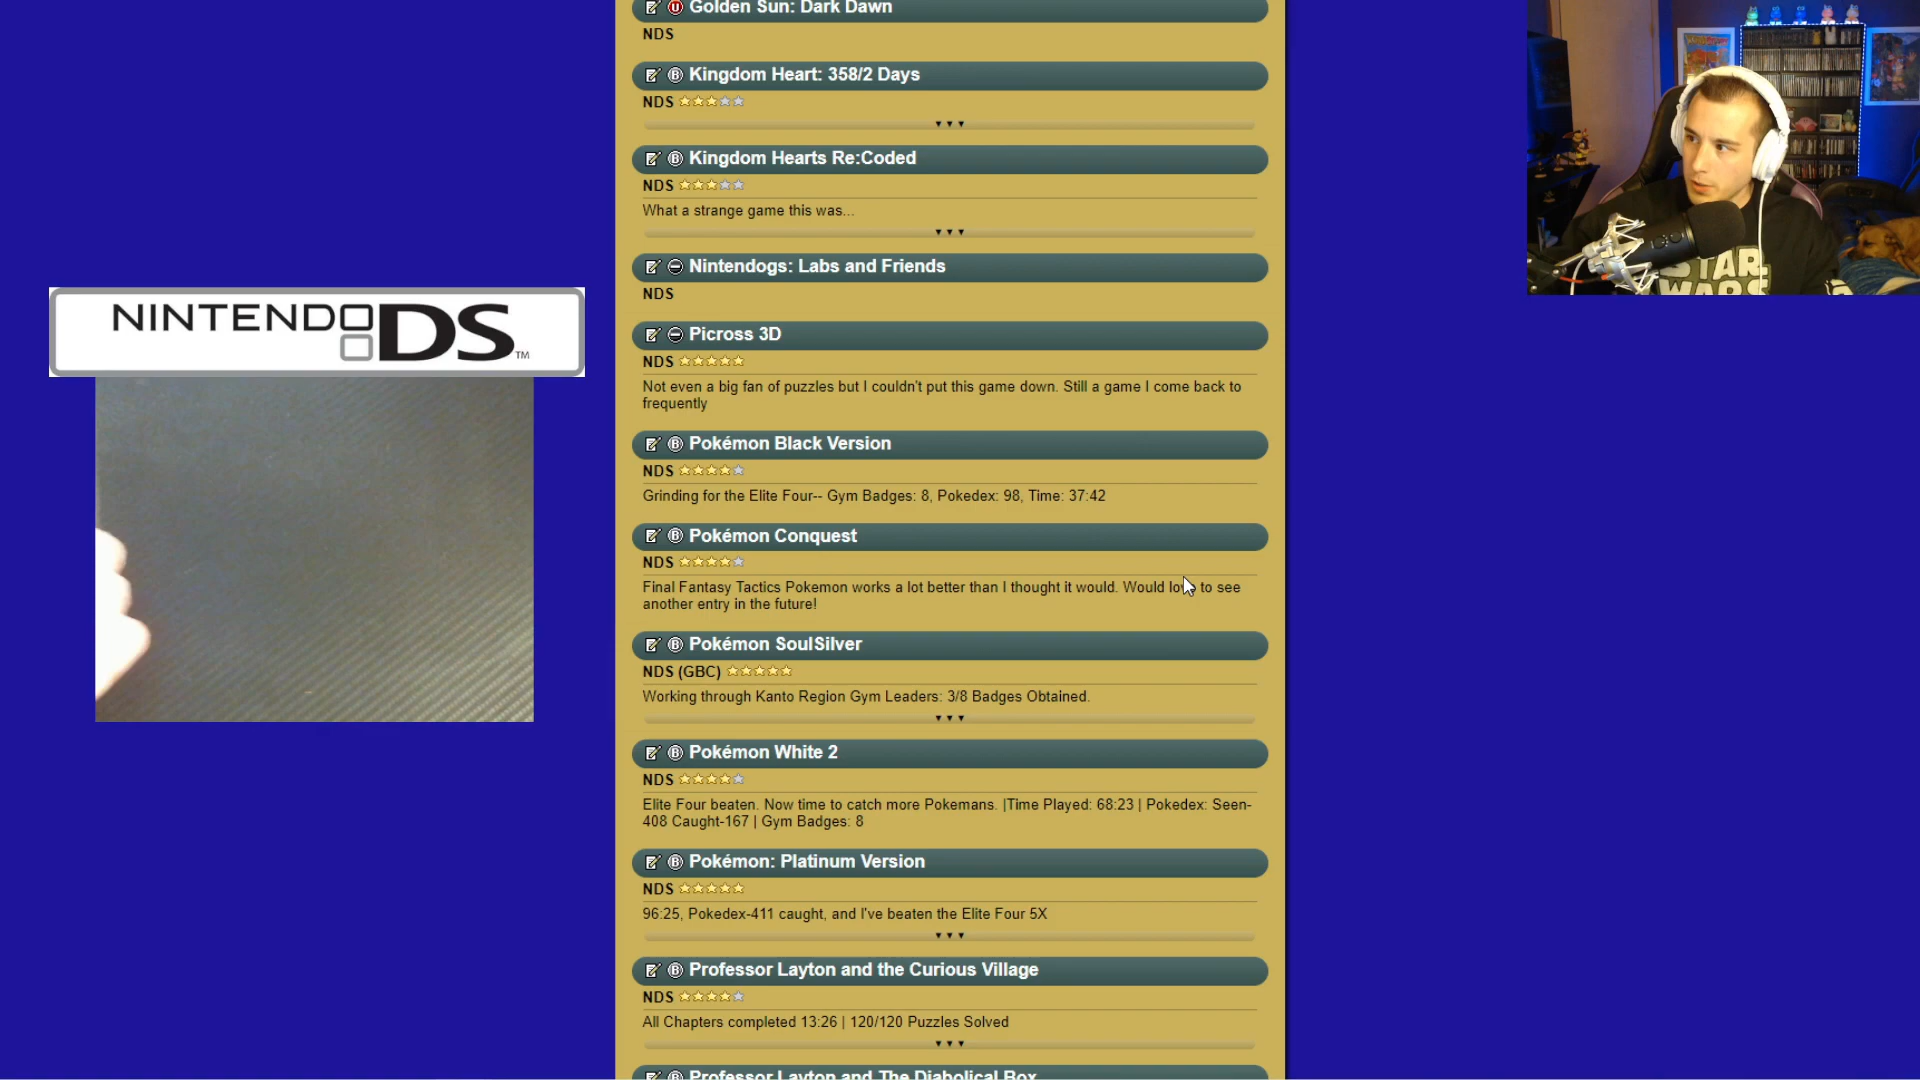 Golden Sun: Dark Dawn
NDS
Kingdom Heart: 358/2 Days
NDS
Kingdom Hearts Re:Coded
NDS
What a strange game this was...
Nintendogs: Labs and Friends
NDS
Picross 3D
NDS
Not even a big fan of puzzles but I couldn't put this game down. Still a game I come back to
frequently
Pokémon Black Version
NDS
Grinding for the Elite Four-- Gym Badges: 8, Pokedex: 98, Time: 37:42
Pokémon Conquest
NDS
Final Fantasy Tactics Pokemon works a lot better than I thought it would. Would to see
another entry in the future!
Pokémon SoulSilver
NDS (GBC)
Working through Kanto Region Gym Leaders: 3/8 Badges Obtained.
Pokémon White 2
NDS
Elite Four beaten. Now time to catch more Pokemans. |Time Played: 68:23 | Pokedex: Seen-
408 Caught-167 | Gym Badges: 8
Pokémon: Platinum Version
NDS
96:25, Pokedex-411 caught, and I've beaten the Elite Four 5X
Professor Layton and the Curious Village
NDS
All Chapters completed 13:26 | 120/120 Puzzles Solved
Professor Layton and The Diabolical Box
NINTENDO DS TM
STAR
WARS